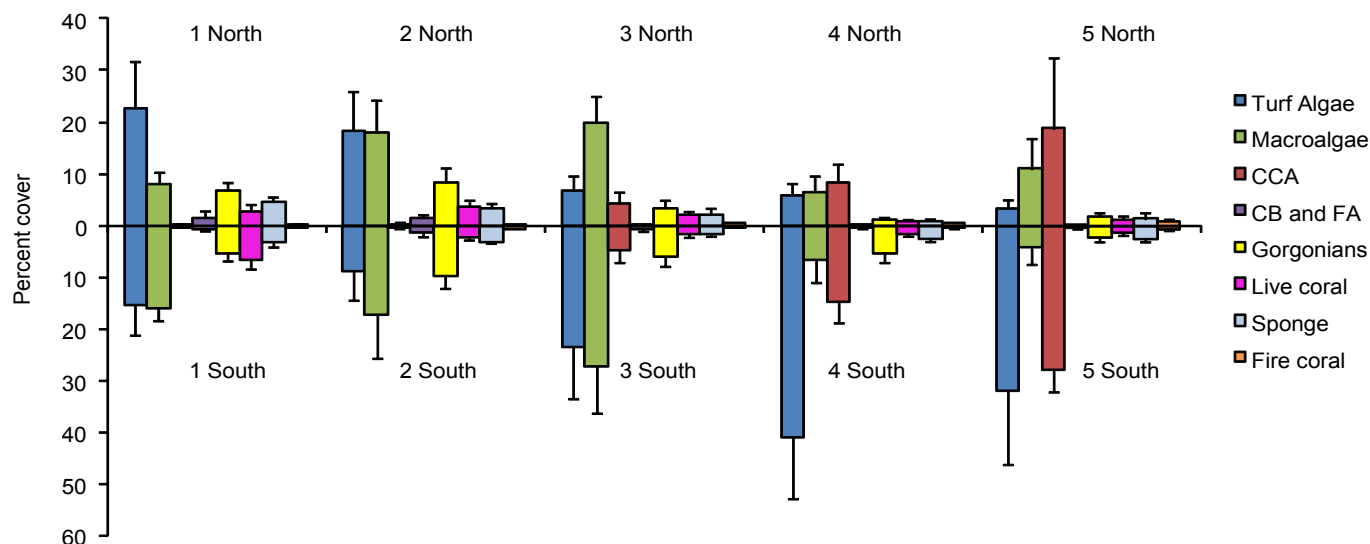 40
30
20
10
0
10
20
30
40
50
60
Percent cover
1 North 2 North 3 North 4 North 5 North
1 South 2 South 3 South 4 South 5 South
Turf Algae
Macroalgae
CCA
CB and FA
Gorgonians
Live coral
Sponge
Fire coral